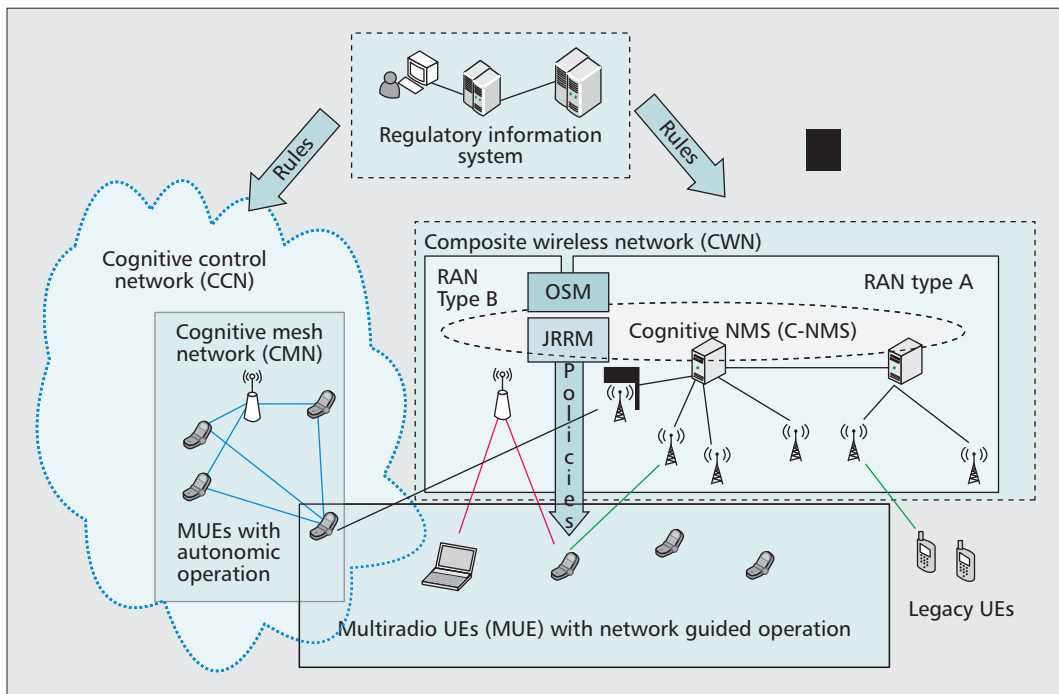 Regulatory information
system
Rules
Rules
Composite wireless network (CWN)
Cognitive control
network (CCN)
RAN
Type B
OSM
RAN type A
Cognitive mesh
network (CMN)
JRRM
Cognitive NMS (C-NMS)
Policies
MUEs with
autonomic
operation
Legacy UEs
Multiradio UEs (MUE) with network guided operation